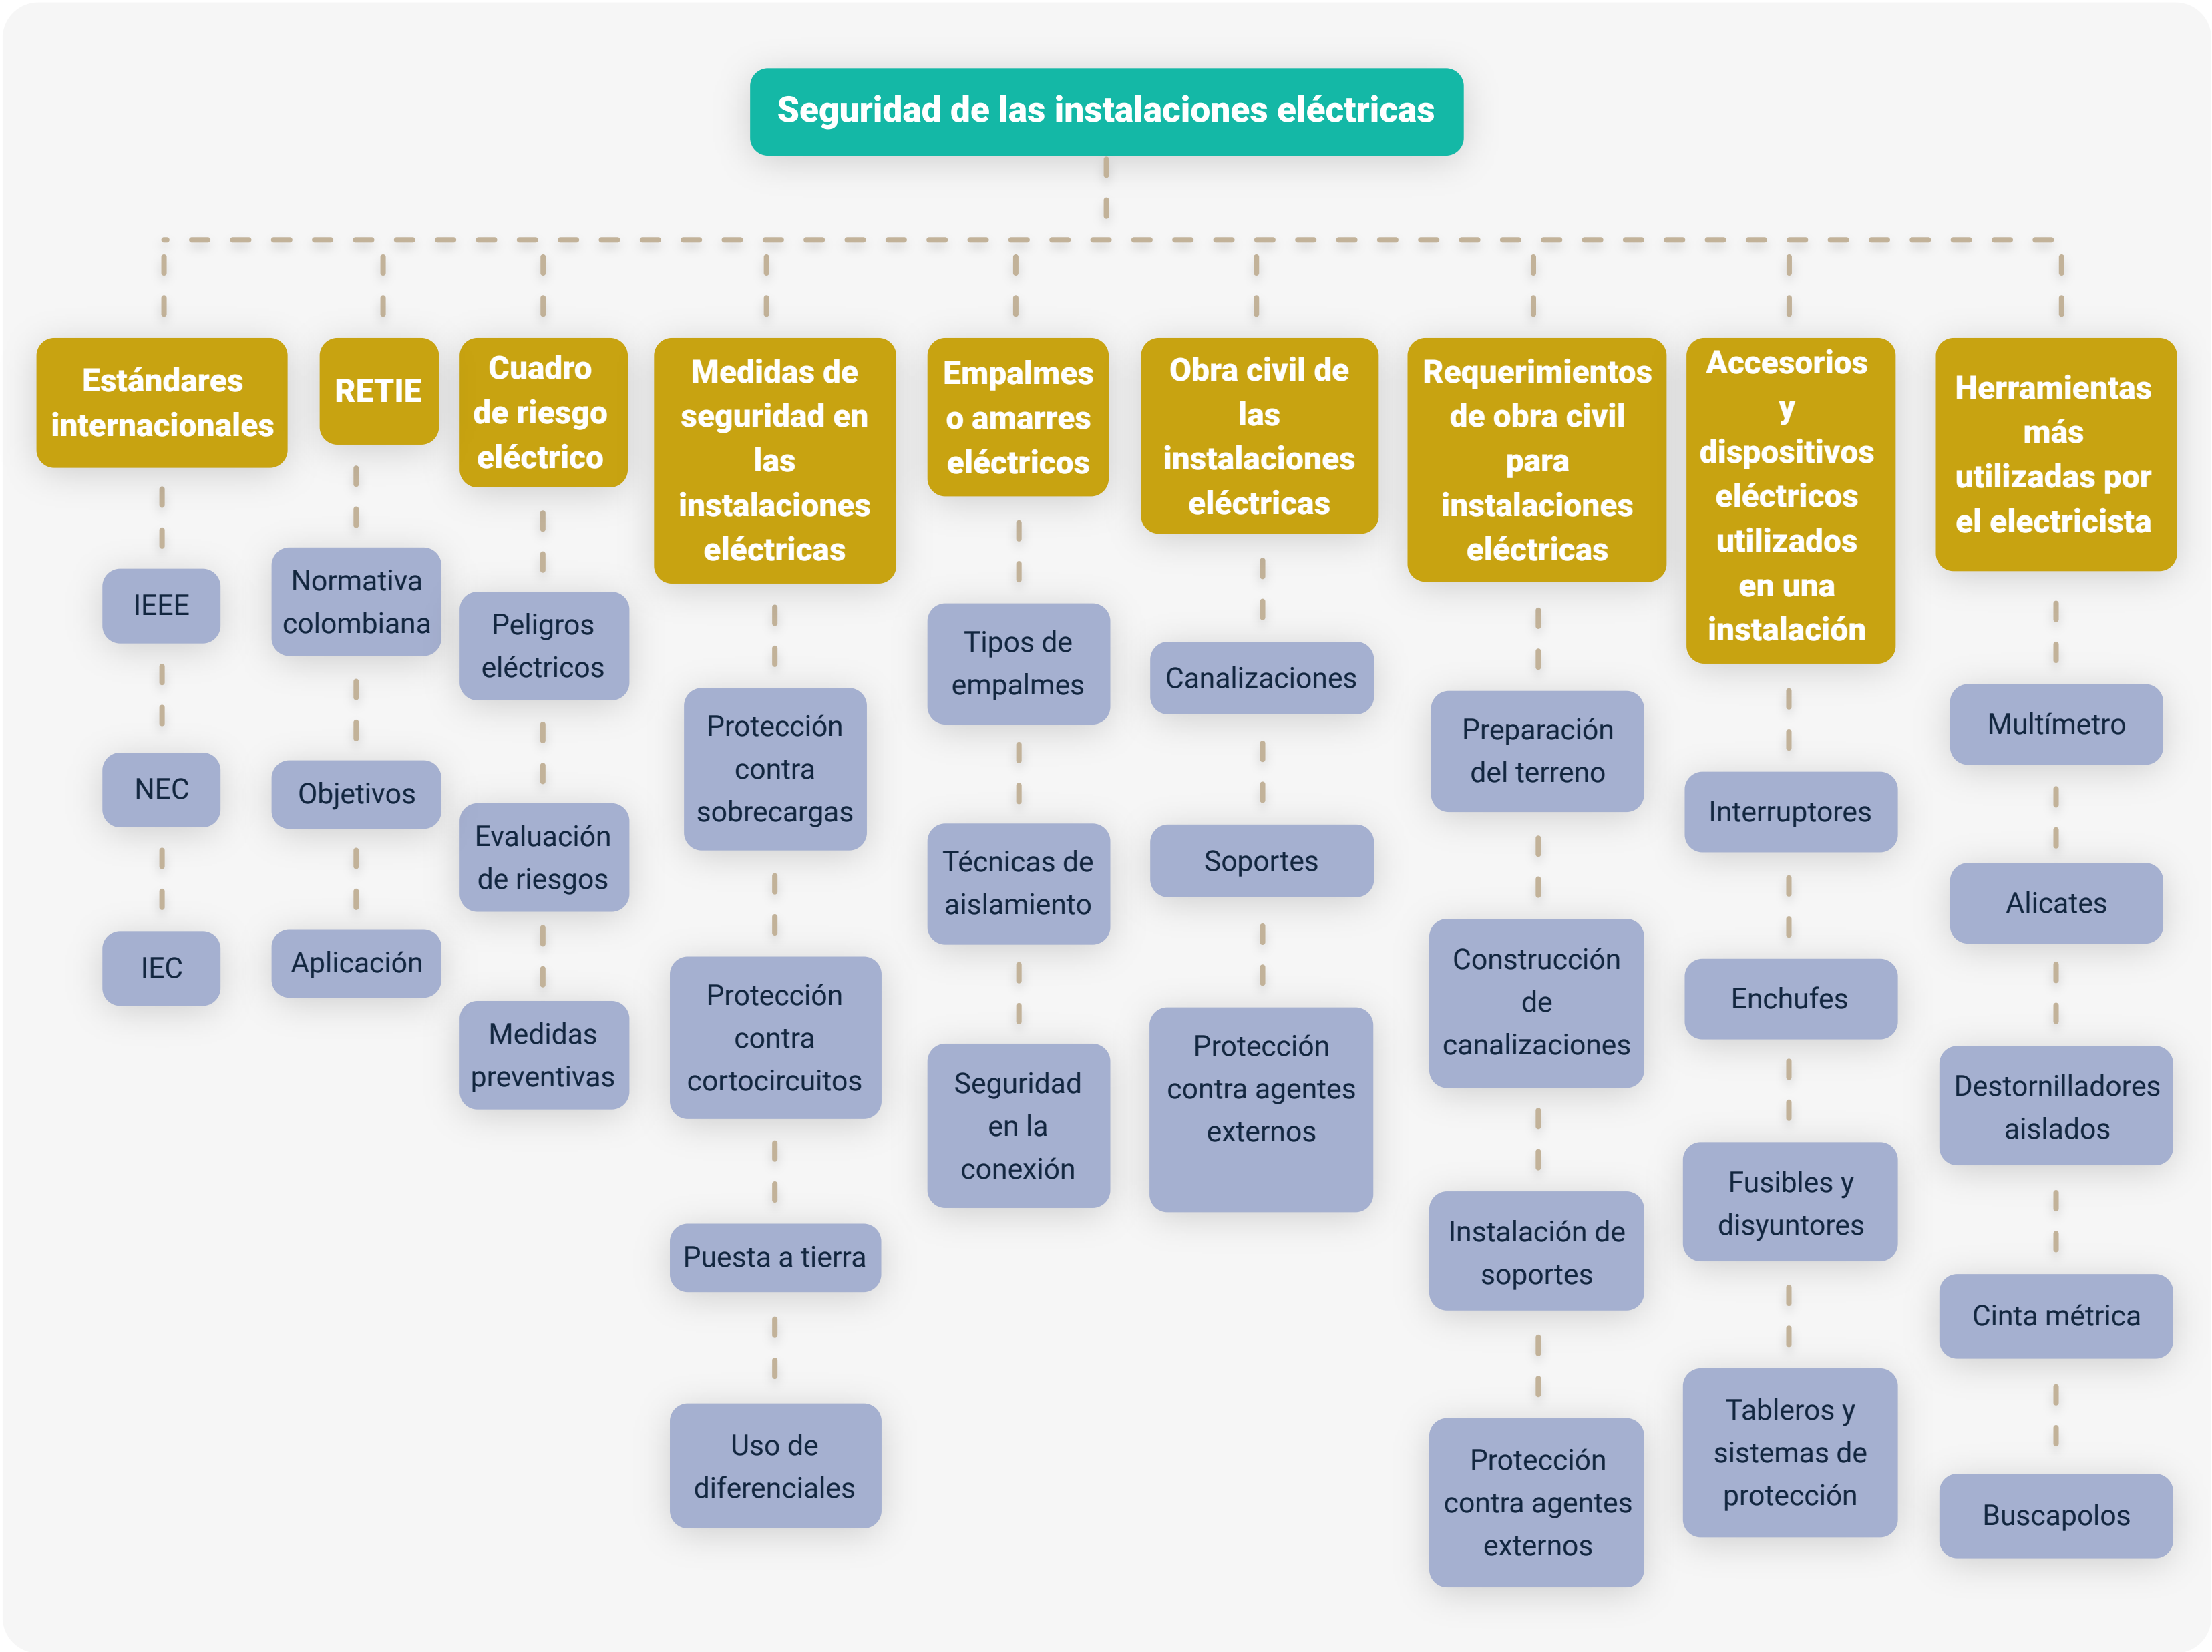 Seguridad de las instalaciones eléctricas
Estándares
internacionales
IEEE
NEC
IEC
RETIE
Normativa
colombiana
Objetivos
Aplicación
Cuadro
de riesgo
eléctrico
Peligros
eléctricos
Evaluación
de riesgos
Medidas
preventivas
Medidas de
seguridad en
las
instalaciones
eléctricas
Protección
contra
sobrecargas
Protección
contra
cortocircuitos
Puesta a tierra
Uso de
diferenciales
Empalmes
o amarres
eléctricos
Tipos de
empalmes
Técnicas de
aislamiento
Seguridad
en la
conexión
Obra civil de
las
instalaciones
eléctricas
Canalizaciones
Soportes
Protección
contra agentes
externos
Requerimientos
de obra civil
para
instalaciones
eléctricas
Preparación
del terreno
Construcción
de
canalizaciones
Instalación de
soportes
Protección
contra agentes
externos
Accesorios
y
dispositivos
eléctricos
utilizados
en una
instalación
Interruptores
Enchufes
Fusibles y
disyuntores
Tableros y
sistemas de
protección
Herramientas
más
utilizadas por
el electricista
Multímetro
Alicates
Destornilladores
aislados
Cinta métrica
Buscapolos